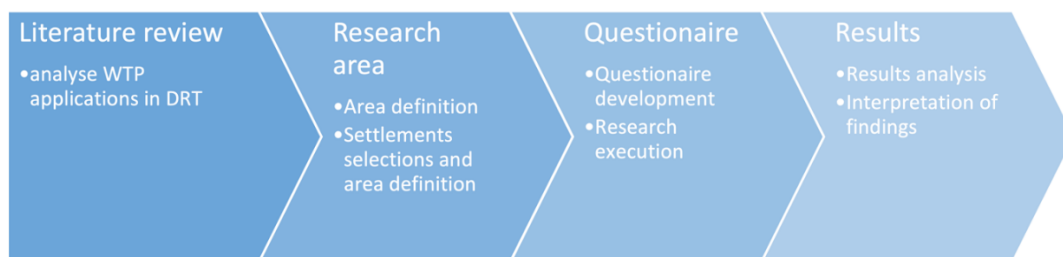 Literature review
•analyse WTP
applications in DRT
Research
area
•Area definition
•Settlements
selections and
area definition
Questionaire
•Questionaire
development
•Research
execution
Results
•Results analysis
•Interpretation of
findings